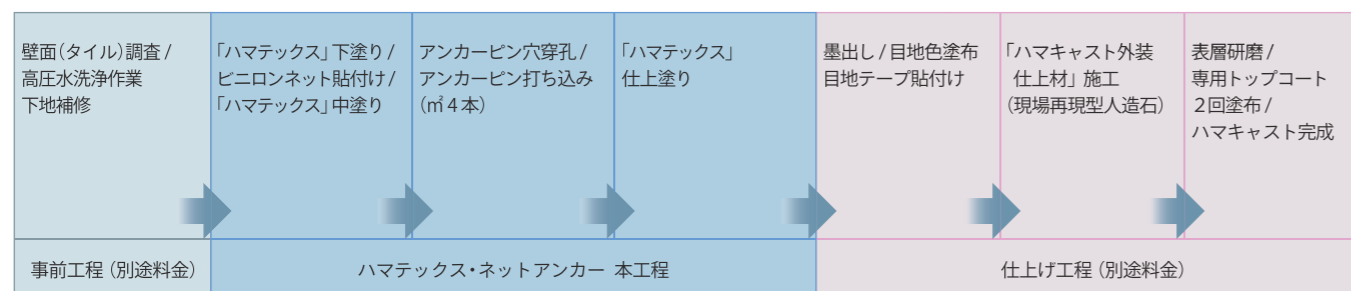 壁面(タイル)調査 /
高圧水洗浄作業
下地補修
「ハマテックス」下塗り /
ビニロンネット貼付け /
「ハマテックス」中塗り
アンカーピン穴穿孔 /
アンカーピン打ち込み
(㎡ 4 本)
「ハマテックス」
仕上塗り
墨出し / 目地色塗布
目地テープ貼付け
「ハマキャスト外装
仕上材」施工
(現場再現型人造石)
表層研磨 /
専用トップコート
2回塗布 /
ハマキャスト完成
事前工程(別途料金)
ハマテックス・ネットアンカー 本工程
仕上げ工程(別途料金)